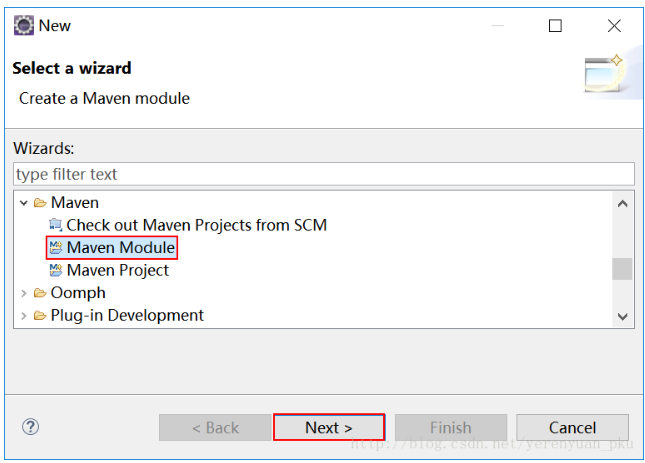 New
Select a wizard
Create a Maven module
Wizards:
type filter text
Maven
Check out Maven Projects from SCM
Maven Module
Maven Project
Oomph
Plug-in Development
< Back
Next >
Finish
Cancel
http://blog.csdn.net/yerenyuan_pku